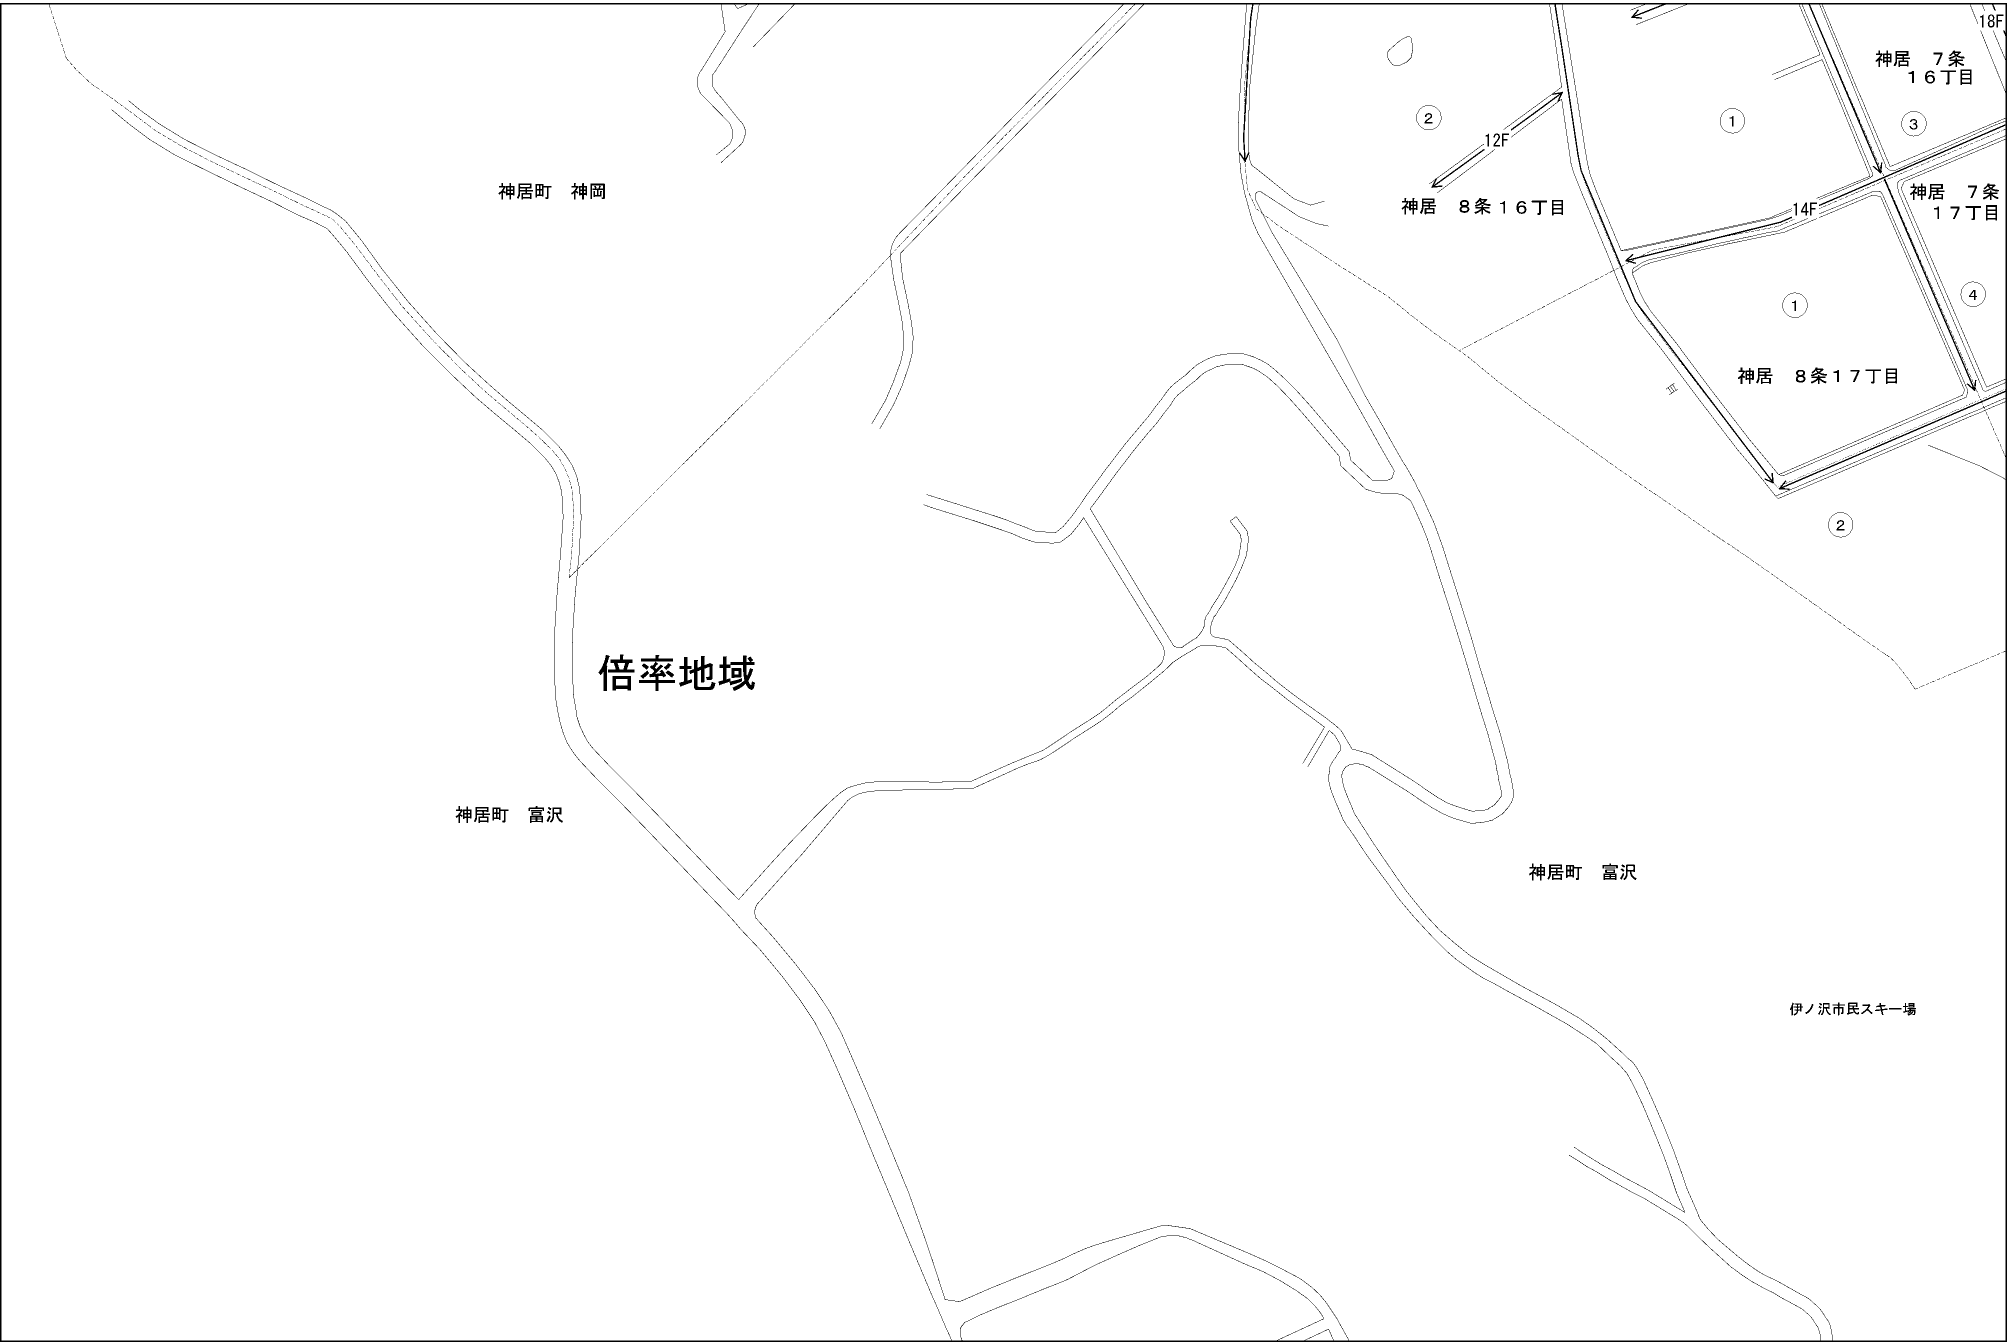 18F
神居　７条
１６丁目
③
①
②
12F
神居町　神岡
神居　８条１６丁目
14F
神居　７条
１７丁目
④
①
神居　８条１７丁目
②
倍率地域
神居町　富沢
神居町　富沢
伊ノ沢市民スキー場